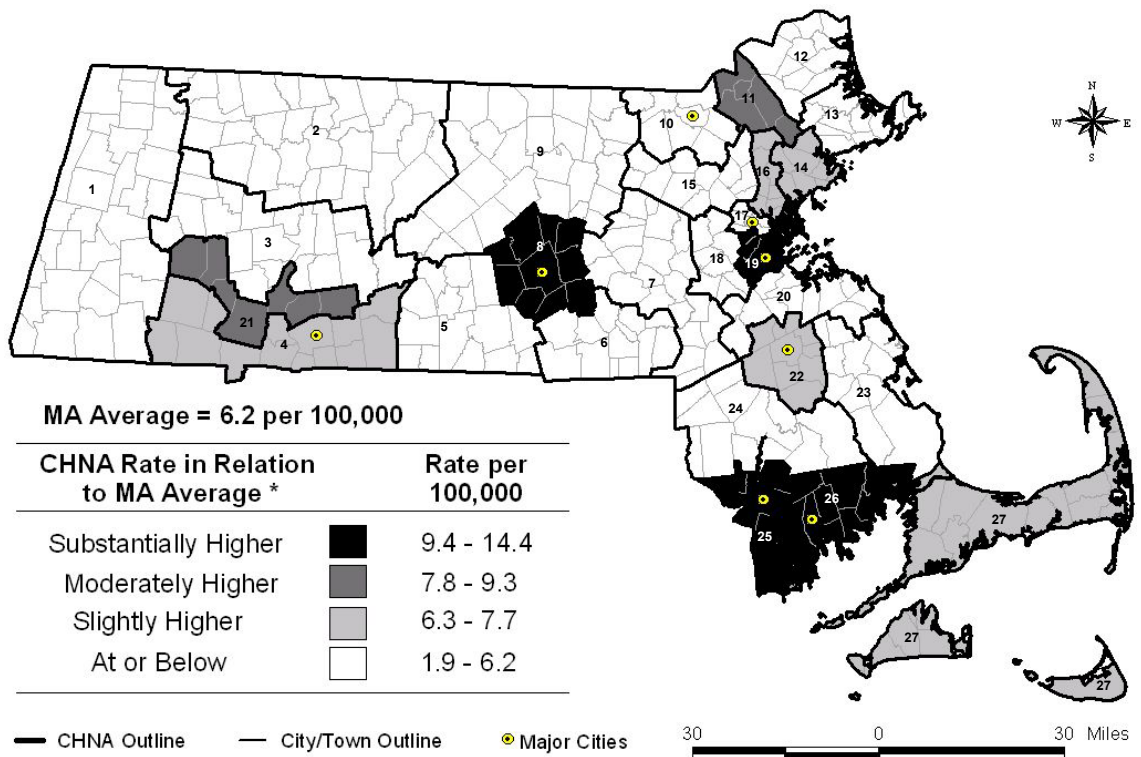 12
N
W E
S
11
13
10
2
9
16
14
15
1
17
8
3
19
18
7
20
21
5
4
6
22
23
24
MA Average = 6.2 per 100,000
CHNA Rate in Relation
to MA Average *
Rate per
100,000
26
25
27
Substantially Higher 9.4 - 14.4
Moderately Higher 7.8 - 9.3
Slightly Higher 6.3 - 7.7
At or Below 1.9 - 6.2
27
27
CHNA Outline City/Town Outline Major Cities
30 0 30 Miles